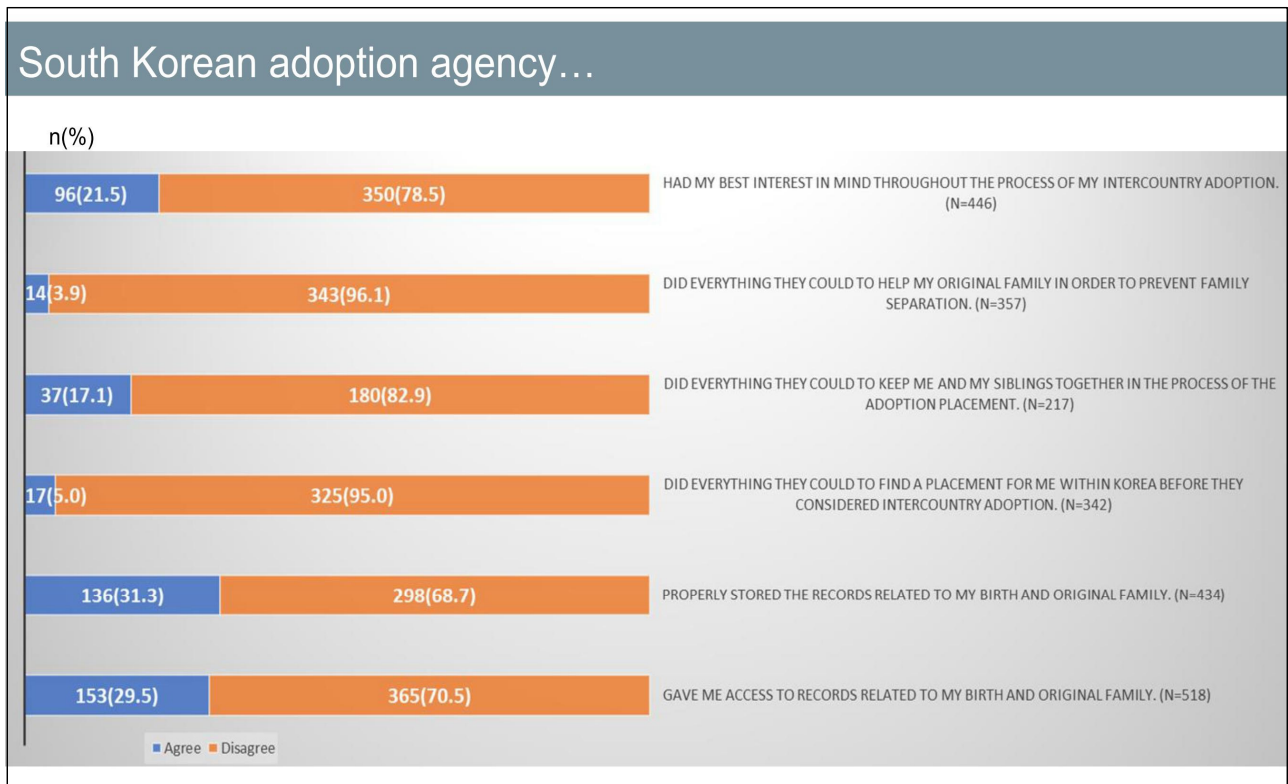 South Korean adoption agency…
n(%)
96(21.5) 350(78.5) HAD MY BEST INTEREST IN MIND THROUGHOUT THE PROCESS OF MY INTERCOUNTRY ADOPTION.
(N=446)
14(3.9) 343(96.1) DID EVERYTHING THEY COULD TO HELP MY ORIGINAL FAMILY IN ORDER TO PREVENT FAMILY
SEPARATION. (N=357)
37(17.1) 180(82.9) DID EVERYTHING THEY COULD TO KEEP ME AND MY SIBLINGS TOGETHER IN THE PROCESS OF THE
ADOPTION PLACEMENT. (N=217)
17(5.0) 325(95.0) DID EVERYTHING THEY COULD TO FIND A PLACEMENT FOR ME WITHIN KOREA BEFORE THEY
CONSIDERED INTERCOUNTRY ADOPTION. (N=342)
136(31.3) 298(68.7) PROPERLY STORED THE RECORDS RELATED TO MY BIRTH AND ORIGINAL FAMILY. (N=434)
153(29.5) 365(70.5) GAVE ME ACCESS TO RECORDS RELATED TO MY BIRTH AND ORIGINAL FAMILY. (N=518)
Agree Disagree